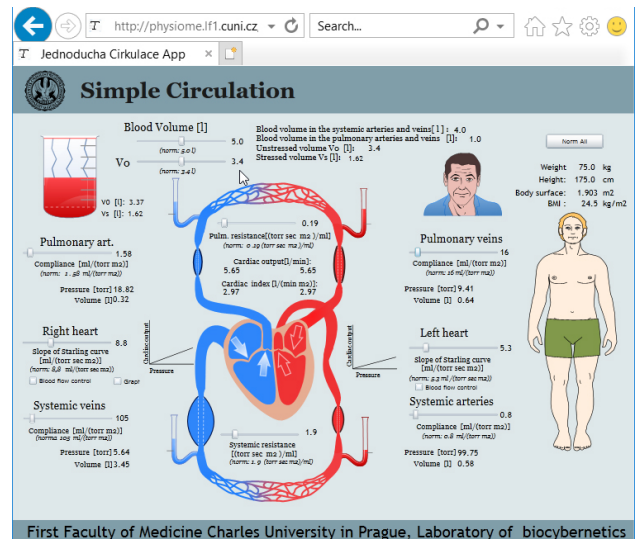 T http://physiome.lf1.cuni.cz
Search...
T Jednoducha Cirkulace App ×
Simple Circulation
Blood Volume [l]
5.0
(norm: 5.0 l)
Vo
3.4
(norm: 3.4 l)
V0 [l]: 3.37
Vs [l]: 1.62
Blood volume in the systemic arteries and veins[l]: 4.0
Blood volume in the pulmonary arteries and veins [l]: 1.0
Unstressed volume Vo [l]: 3.4
Stressed volume Vs [l]: 1.62
Norm All
Weight 75.0 kg
Height: 175.0 cm
Body surface: 1.903 m2
BMI : 24.5 kg/m2
Pulmonary art.
1.58
Compliance [ml/(torr m2)]
(norm: 1.58 ml/(torr m2))
Pressure [torr] 18.82
Volume [l] 0.32
0.19
Pulm. resistance[(torr sec m2 )/ml]
(norm: 0.19 (torr sec m2 )/ml)
Cardiac output[l/min]:
5.65 5.65
Cardiac index [l/(min m2)]:
2.97 2.97
Pulmonary veins
16
Compliance [ml/(torr m2)]
(norm: 16 ml/(torr m2))
Pressure [torr] 9.41
Volume [l] 0.64
Right heart
8.8
Slope of Starling curve
[ml/(torr sec m2)]
(norm: 8,8 ml/(torr sec m2))
Blood flow control
Grapr
Cardiac output
Pressure
Cardiac output
Pressure
Left heart
5.3
Slope of Starling curve
[ml/(torr sec m2)]
(norm: 5.3 ml/(torr sec m2))
Blood flow control
Systemic veins
105
Compliance [ml/(torr m2)]
(norma 105 ml/(torr m2))
Pressure [torr] 5.64
Volume [l] 3.45
1.9
Systemic resistance
[(torr sec m2 )/ml]
(norm: 1. 9 (torr sec m2)/ml)
Systemic arteries
0.8
Compliance [ml/(torr m2)]
(norm: 0.8 ml/(torr m2))
Pressure [torr] 99.75
Volume [l] 0.58
First Faculty of Medicine Charles University in Prague, Laboratory of biocybernetics